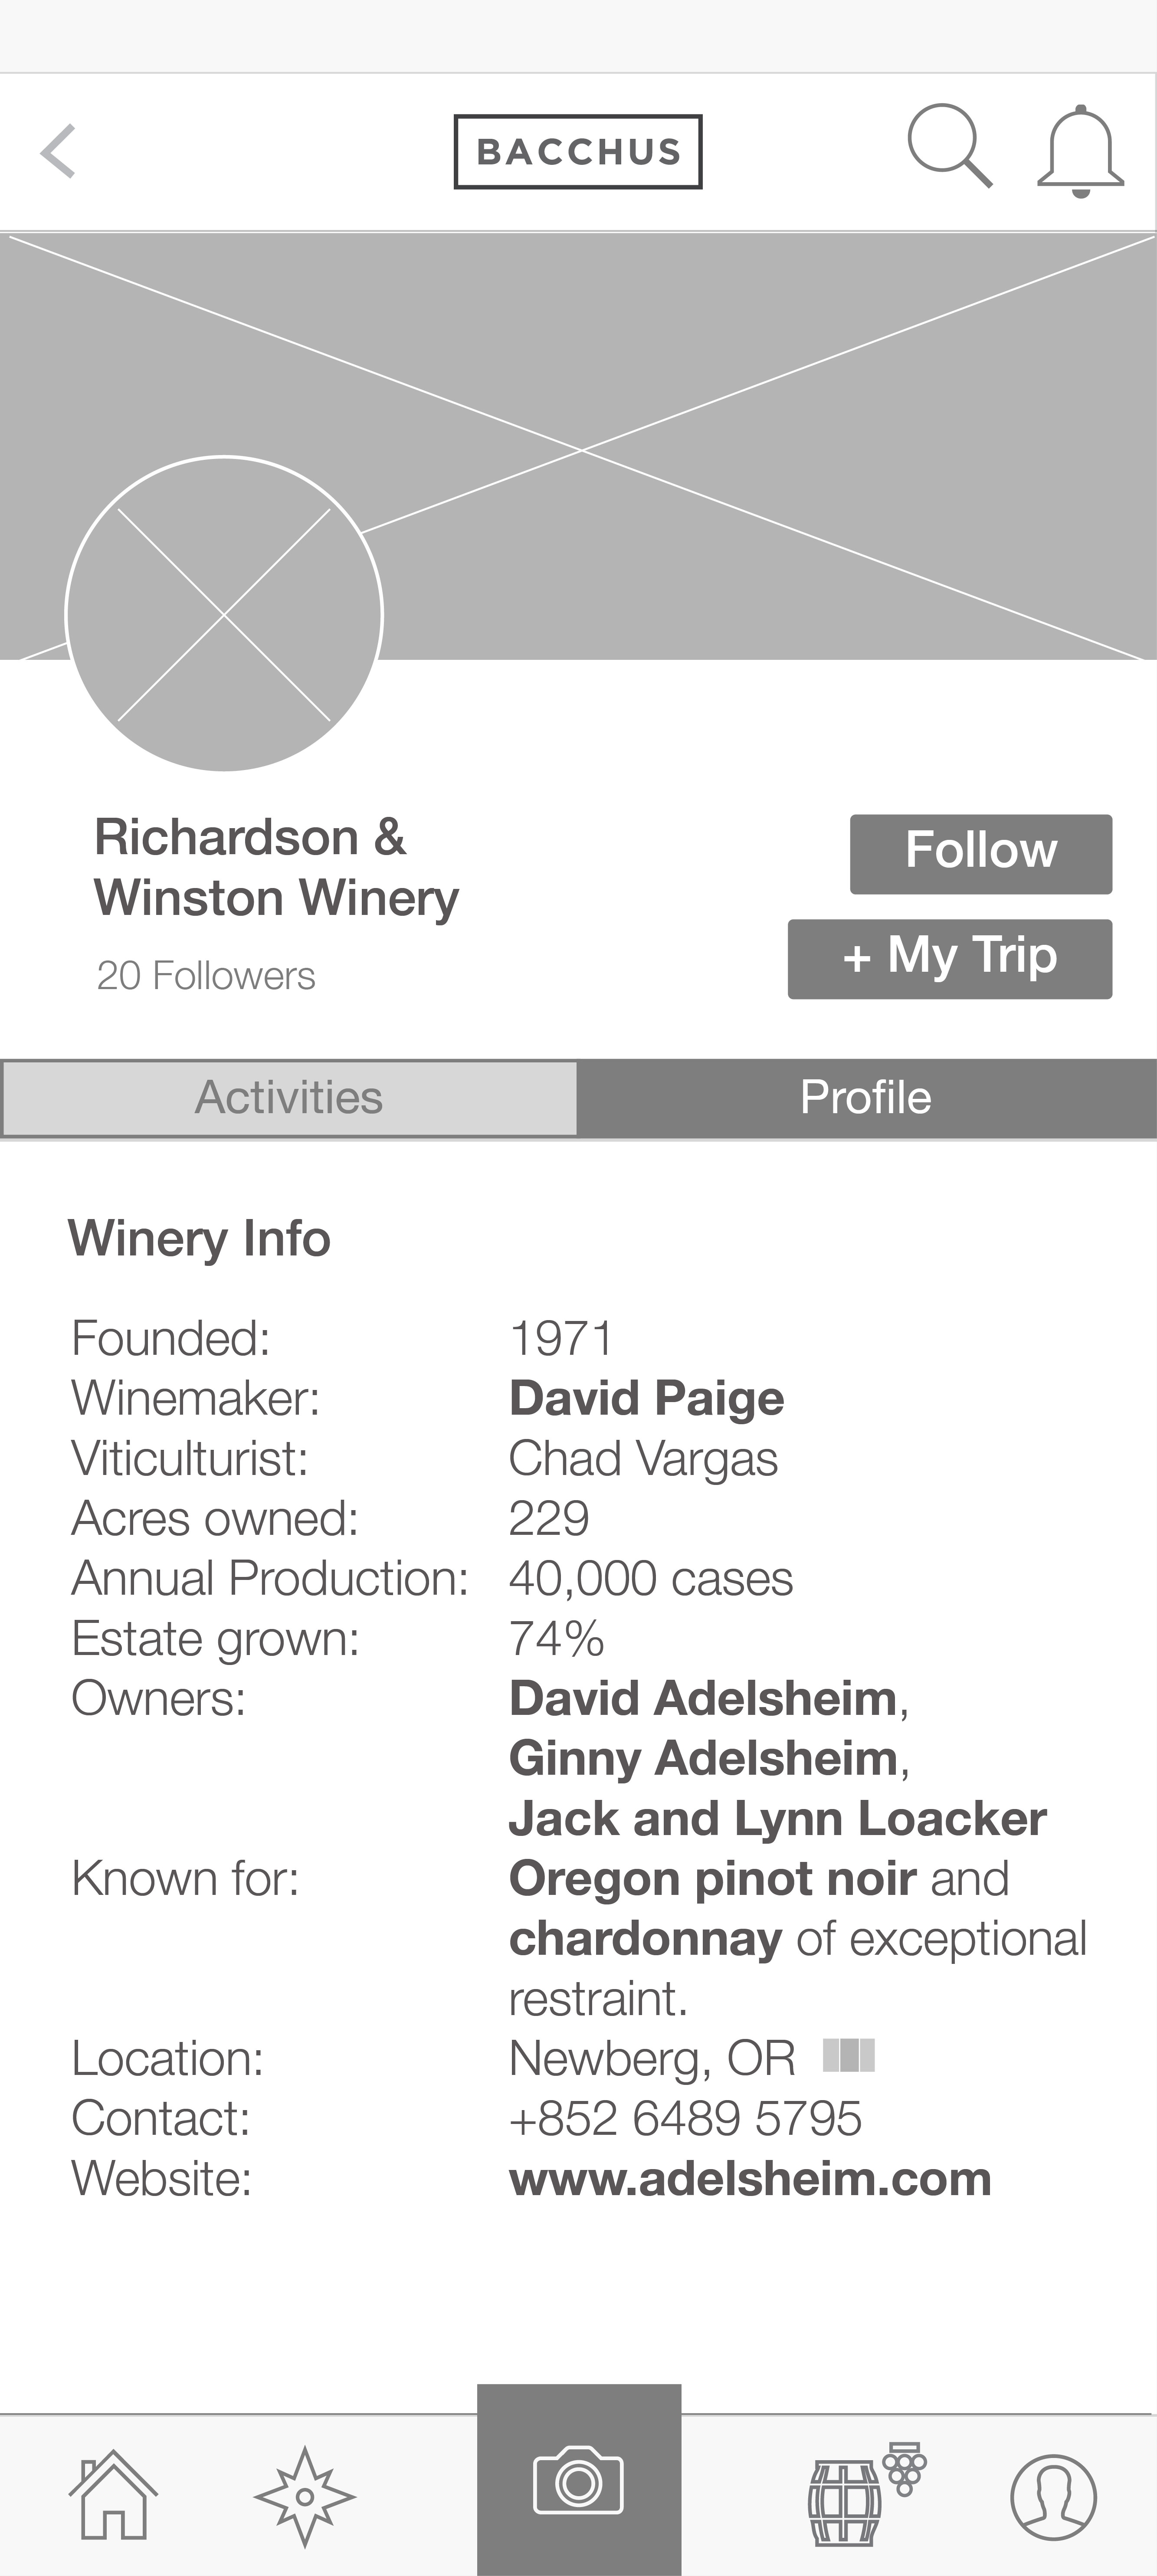 BACCHUS
Richardson &
Winston Winery
20 Followers
Follow
+ My Trip
Activities
Profile
Winery Info
Founded: 1971
Winemaker: David Paige
Viticulturist: Chad Vargas
Acres owned: 229
Annual Production: 40,000 cases
Estate grown: 74%
Owners: David Adelsheim,
Ginny Adelsheim,
Jack and Lynn Loacker
Known for: Oregon pinot noir and
chardonnay of exceptional
restraint.
Location: Newberg, OR
Contact: +852 6489 5795
Website: www.adelsheim.com